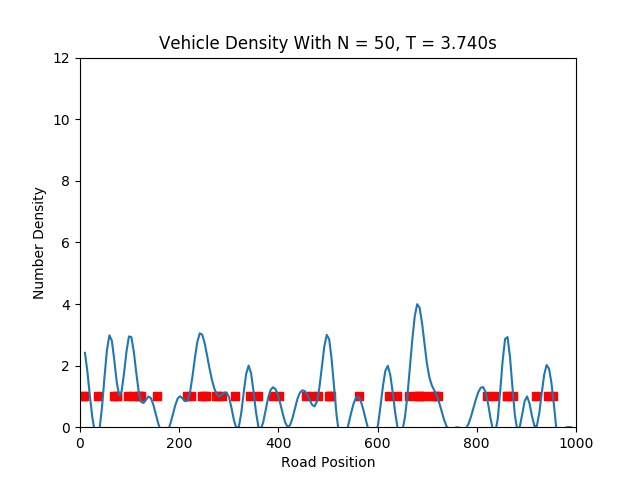 Vehicle Density With N = 50, T = 3.740s
12
10
8
6
4
2
0
Number Density
0 200 400 600 800 1000
Road Position